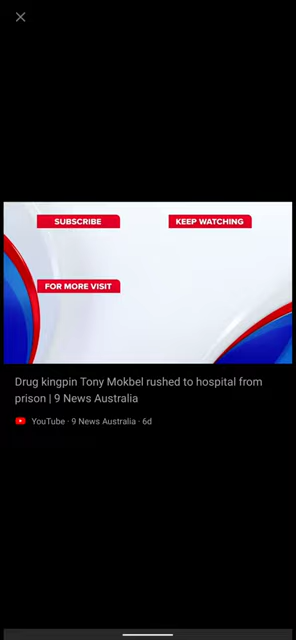 SUBSCRIBE
KEEP WATCHING
FOR MORE VISIT
Drug kingpin Tony Mokbel rushed to hospital from
prison | 9 News Australia
YouTube · 9 News Australia · 6d